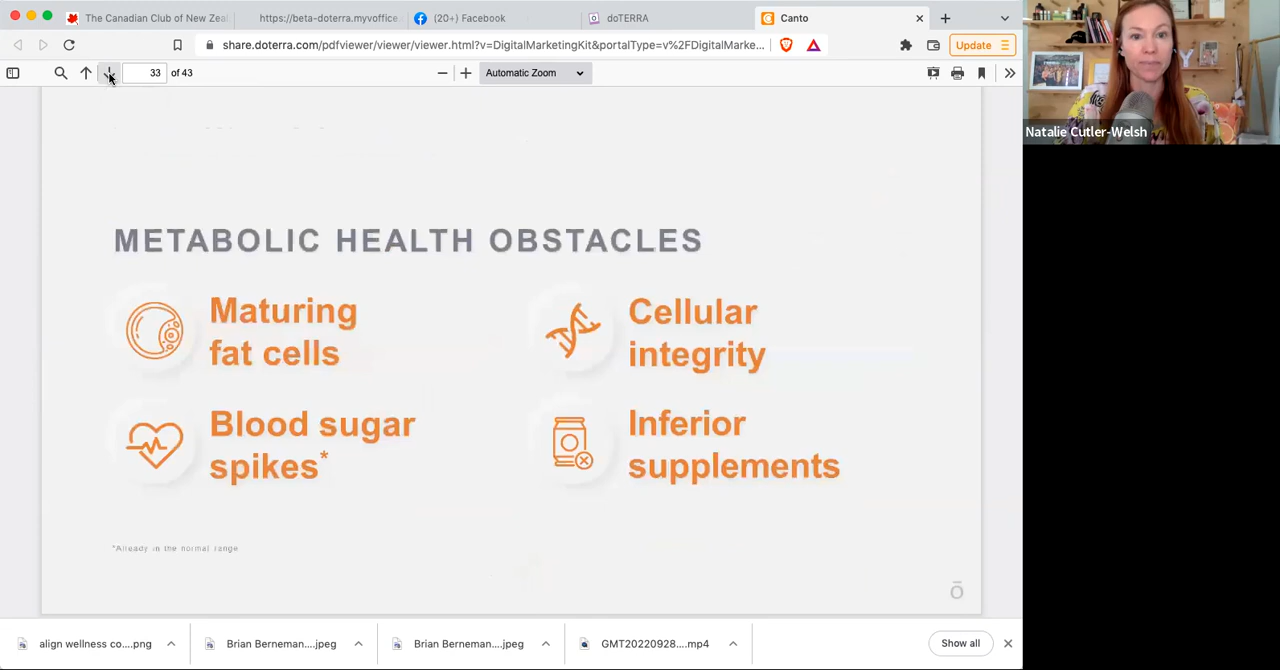 The Canadian Club of New Zeal
https://beta-doterra.myvoffice.
(20+) Facebook
doTERRA
Canto
share.doterra.com/pdfviewer/viewer/viewer.html?v=DigitalMarketingKit&portalType=v%2FDigitalMarke...
Update
33 of 43
Automatic Zoom
Natalie Cutler-Welsh
METABOLIC HEALTH OBSTACLES
Maturing
fat cells
Cellular
integrity
Blood sugar
spikes*
Inferior
supplements
*Already in the normal range
ō
align wellness co....png
Brian Berneman....jpeg
Brian Berneman....jpeg
GMT20220928....mp4
Show all